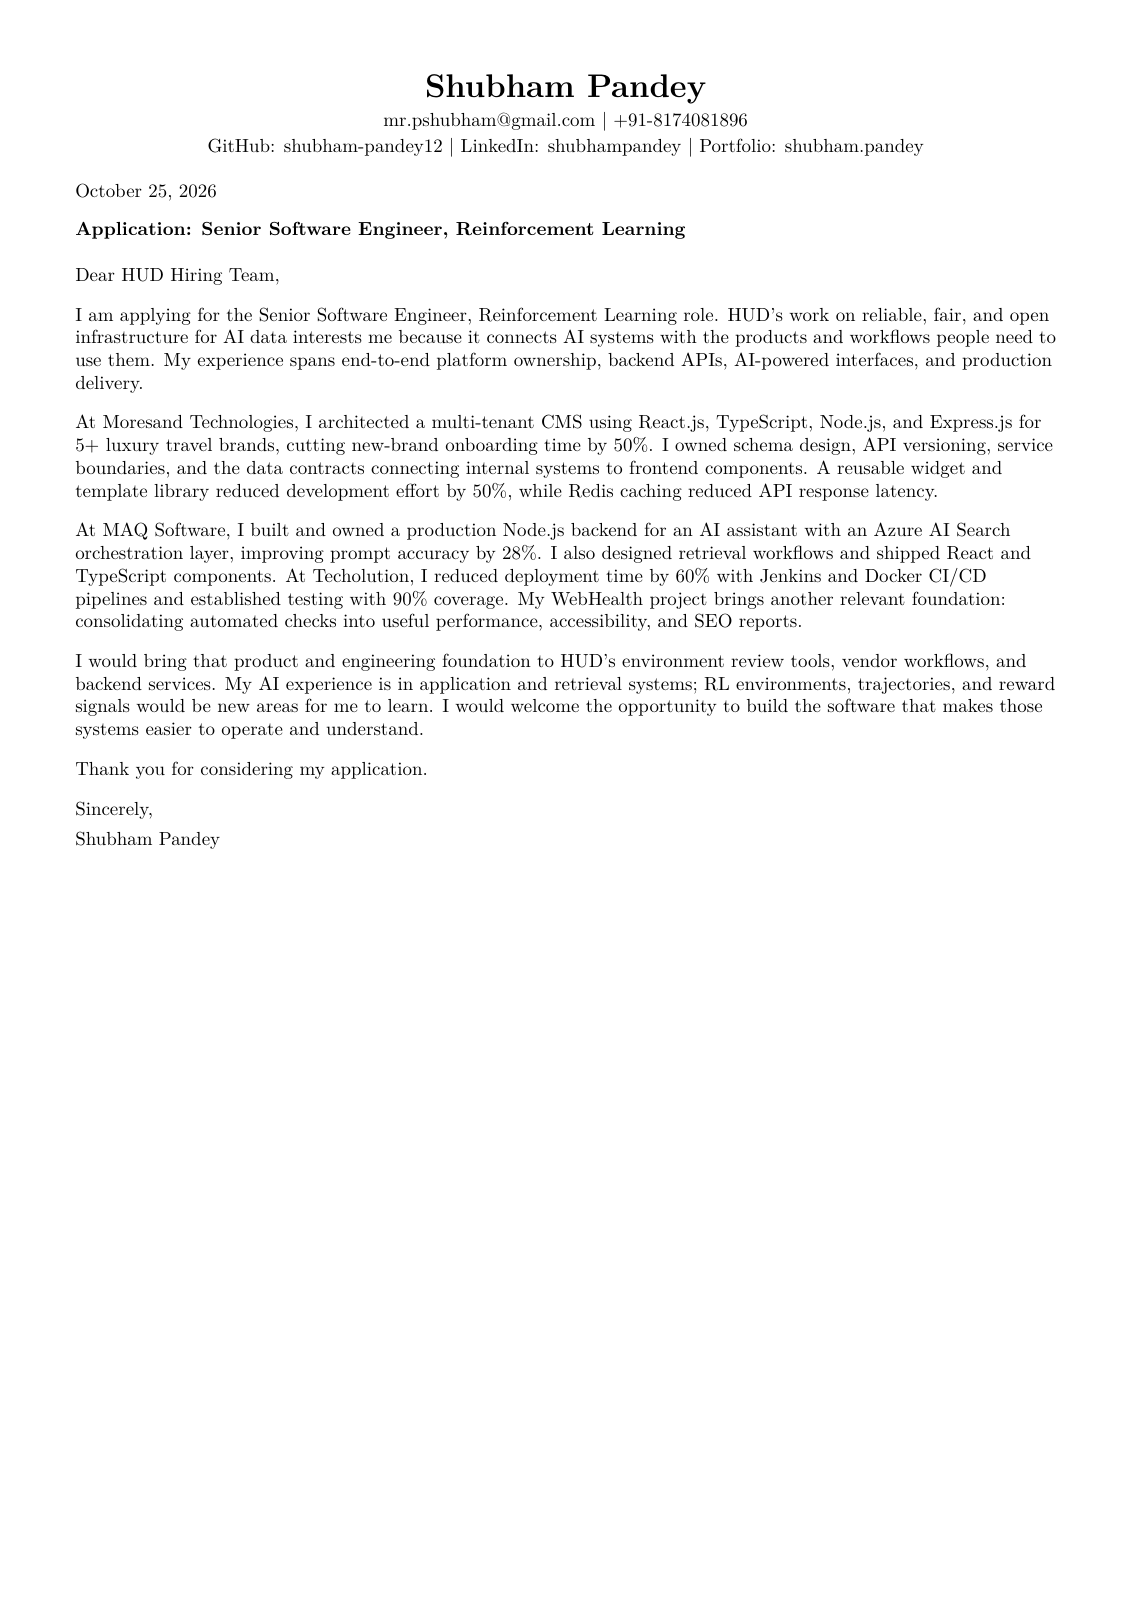 Shubham Pandey
mr.pshubham@gmail.com | +91-8174081896
GitHub: shubham-pandey12 | LinkedIn: shubhampandey | Portfolio: shubham.pandey
October 25, 2026
Application: Senior Software Engineer, Reinforcement Learning
Dear HUD Hiring Team,
I am applying for the Senior Software Engineer, Reinforcement Learning role. HUD's work on reliable, fair, and open
infrastructure for AI data interests me because it connects AI systems with the products and workflows people need to
use them. My experience spans end-to-end platform ownership, backend APIs, AI-powered interfaces, and production
delivery.
At Moresand Technologies, I architected a multi-tenant CMS using React.js, TypeScript, Node.js, and Express.js for
5+ luxury travel brands, cutting new-brand onboarding time by 50%. I owned schema design, API versioning, service
boundaries, and the data contracts connecting internal systems to frontend components. A reusable widget and
template library reduced development effort by 50%, while Redis caching reduced API response latency.
At MAQ Software, I built and owned a production Node.js backend for an AI assistant with an Azure AI Search
orchestration layer, improving prompt accuracy by 28%. I also designed retrieval workflows and shipped React and
TypeScript components. At Techolution, I reduced deployment time by 60% with Jenkins and Docker CI/CD
pipelines and established testing with 90% coverage. My WebHealth project brings another relevant foundation:
consolidating automated checks into useful performance, accessibility, and SEO reports.
I would bring that product and engineering foundation to HUD's environment review tools, vendor workflows, and
backend services. My AI experience is in application and retrieval systems; RL environments, trajectories, and reward
signals would be new areas for me to learn. I would welcome the opportunity to build the software that makes those
systems easier to operate and understand.
Thank you for considering my application.
Sincerely,
Shubham Pandey